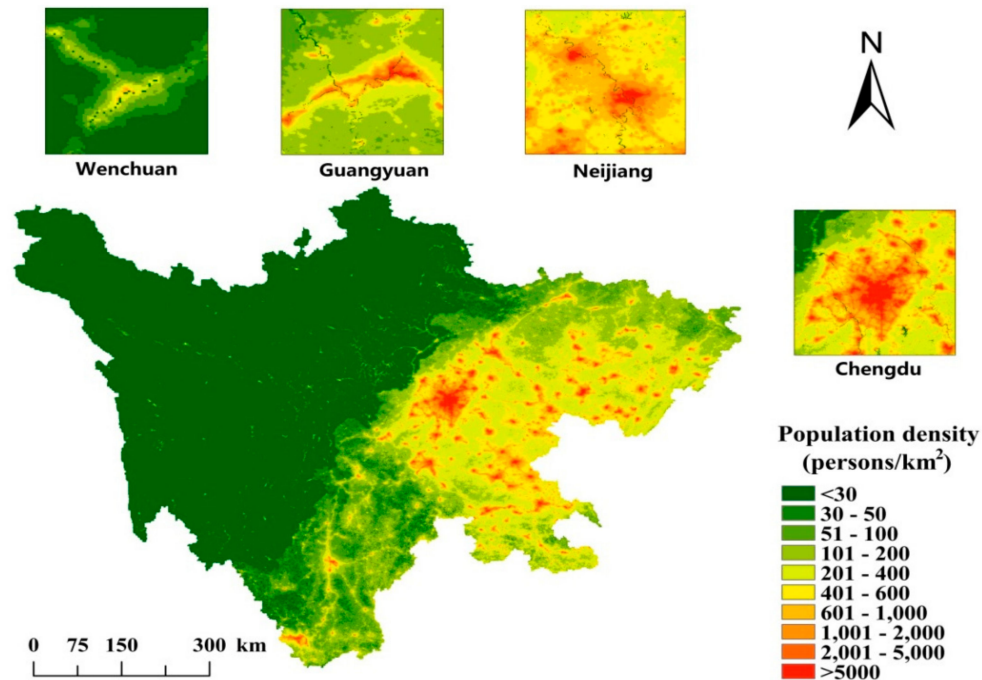 N
Wenchuan
Guangyuan
Neijiang
Chengdu
Population density
(persons/km²)
<30
30 - 50
51 - 100
101 - 200
201 - 400
401 - 600
601 - 1,000
1,001 - 2,000
2,001 - 5,000
>5000
0 75 150 300 km